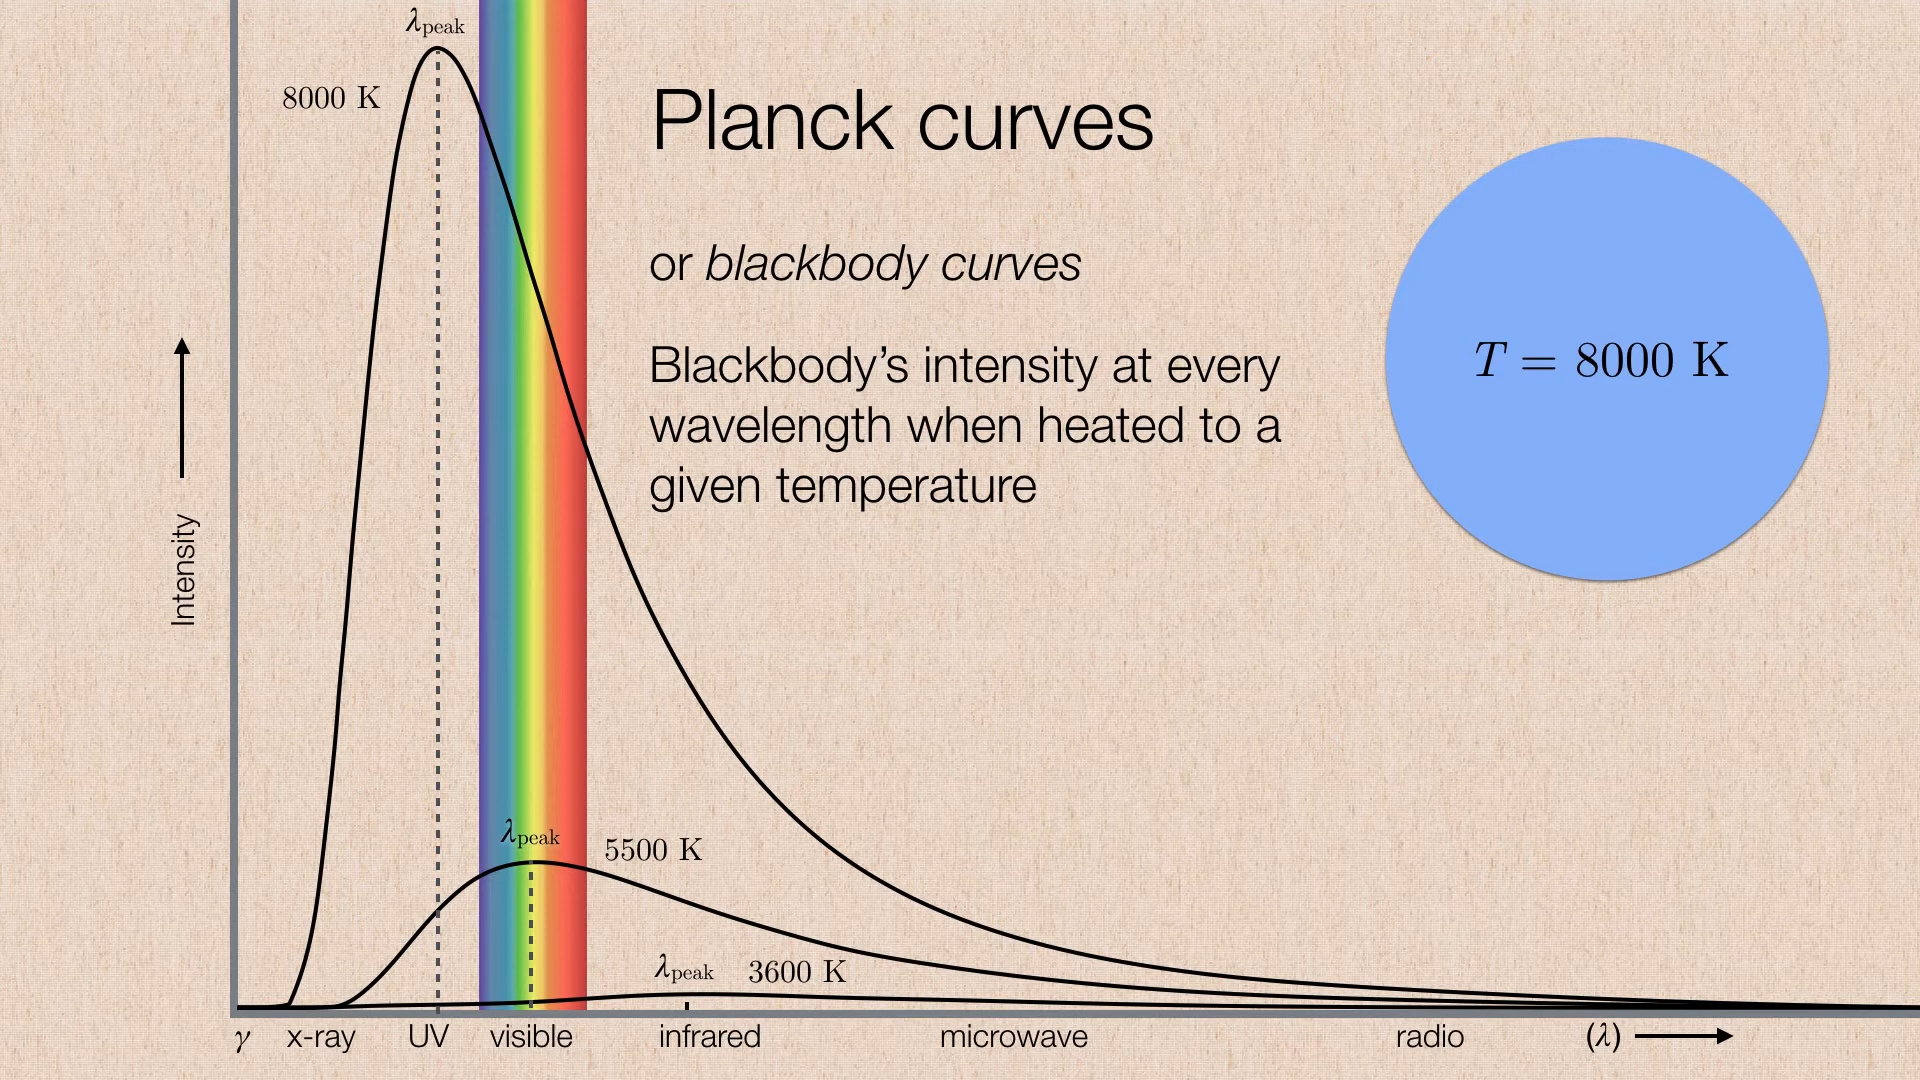 λpeak
8000 K
Planck curves
or blackbody curves
Blackbody’s intensity at every
wavelength when heated to a
given temperature
T = 8000 K
Intensity
λpeak
5500 K
λpeak
3600 K
γ x-ray UV visible infrared microwave radio (λ)